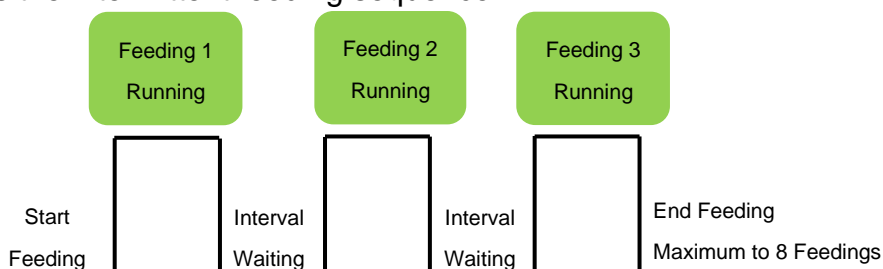 Feeding 1
Running
Feeding 2
Running
Feeding 3
Running
Start
Feeding
Interval
Waiting
Interval
Waiting
End Feeding
Maximum to 8 Feedings